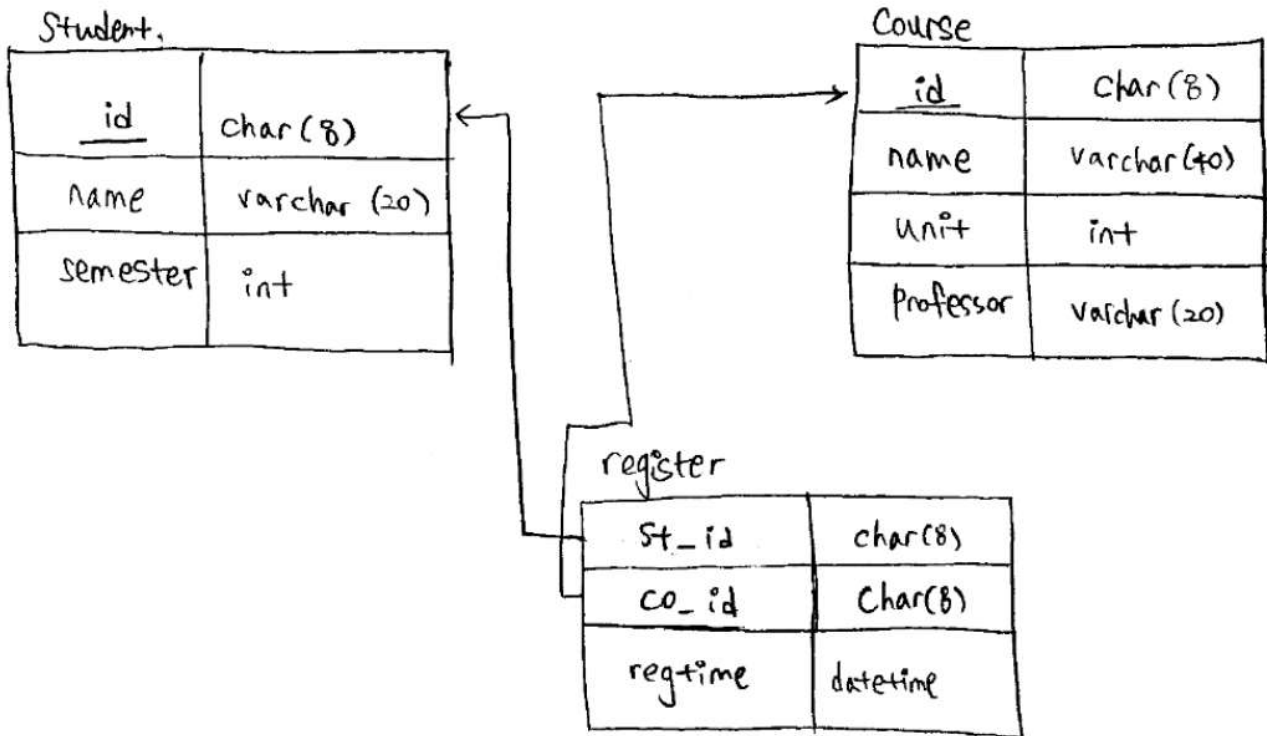 Student.
id char(8)
name varchar(20)
semester int
Course
id Char(8)
name varchar(40)
unit int
professor varchar(20)
register
St_id char(8)
co_id Char(8)
regtime datetime